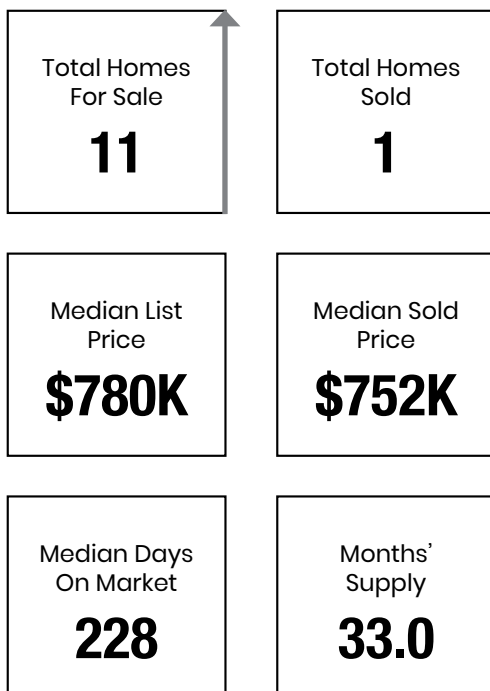 Total Homes
For Sale
11
Total Homes
Sold
1
Median List
Price
$780K
Median Sold
Price
$752K
Median Days
On Market
228
Months’
Supply
33.0